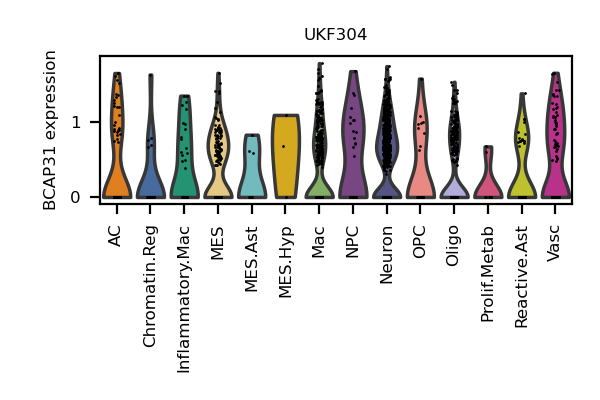 UKF304
BCAP31 expression
1
0
AC
Chromatin.Reg
Inflammatory.Mac
MES
MES.Ast
MES.Hyp
Mac
NPC
Neuron
OPC
Oligo
Prolif.Metab
Reactive.Ast
Vasc